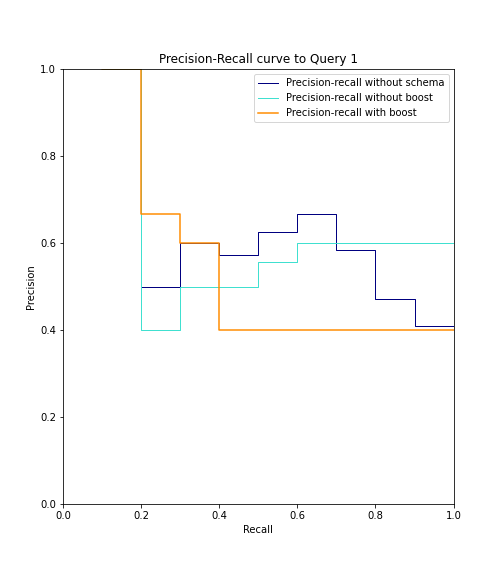 Precision-Recall curve to Query 1
Precision-recall without schema
Precision-recall without boost
Precision-recall with boost
1.0
0.8
0.6
0.4
0.2
0.0
Precision
0.0 0.2 0.4 0.6 0.8 1.0
Recall